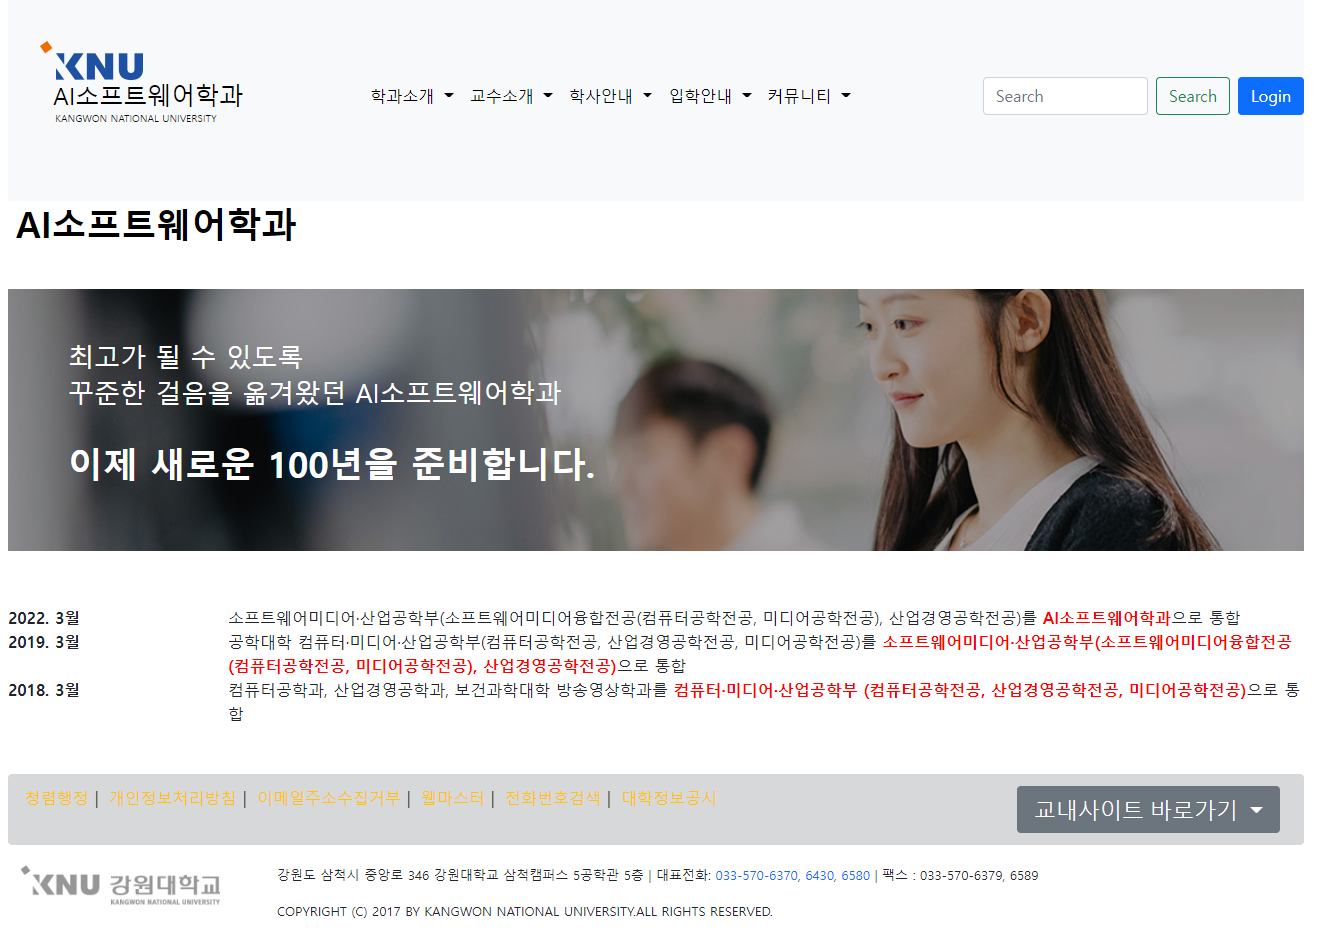 KNU
AI소프트웨어학과
KANGWON NATIONAL UNIVERSITY
학과소개 교수소개 학사안내 입학안내 커뮤니티 Search Search Login
AI소프트웨어학과
최고가 될 수 있도록
꾸준한 걸음을 옮겨왔던 AI소프트웨어학과
이제 새로운 100년을 준비합니다.
2022. 3월 소프트웨어미디어·산업공학부(소프트웨어미디어융합전공(컴퓨터공학전공, 미디어공학전공), 산업경영공학전공)를 AI소프트웨어학과으로 통합
2019. 3월 공학대학 컴퓨터·미디어·산업공학부(컴퓨터공학전공, 산업경영공학전공, 미디어공학전공)를 소프트웨어미디어·산업공학부(소프트웨어미디어융합전공
(컴퓨터공학전공, 미디어공학전공), 산업경영공학전공)으로 통합
2018. 3월 컴퓨터공학과, 산업경영공학과, 보건과학대학 방송영상학과를 컴퓨터·미디어·산업공학부 (컴퓨터공학전공, 산업경영공학전공, 미디어공학전공)으로 통
합
청렴행정 | 개인정보처리방침 | 이메일주소수집거부 | 웹마스터 | 전화번호검색 | 대학정보공시
교내사이트 바로가기
KNU 강원대학교
KANGWON NATIONAL UNIVERSITY
강원도 삼척시 중앙로 346 강원대학교 삼척캠퍼스 5공학관 5층 | 대표전화: 033-570-6370, 6430, 6580 | 팩스 : 033-570-6379, 6589
COPYRIGHT (C) 2017 BY KANGWON NATIONAL UNIVERSITY.ALL RIGHTS RESERVED.